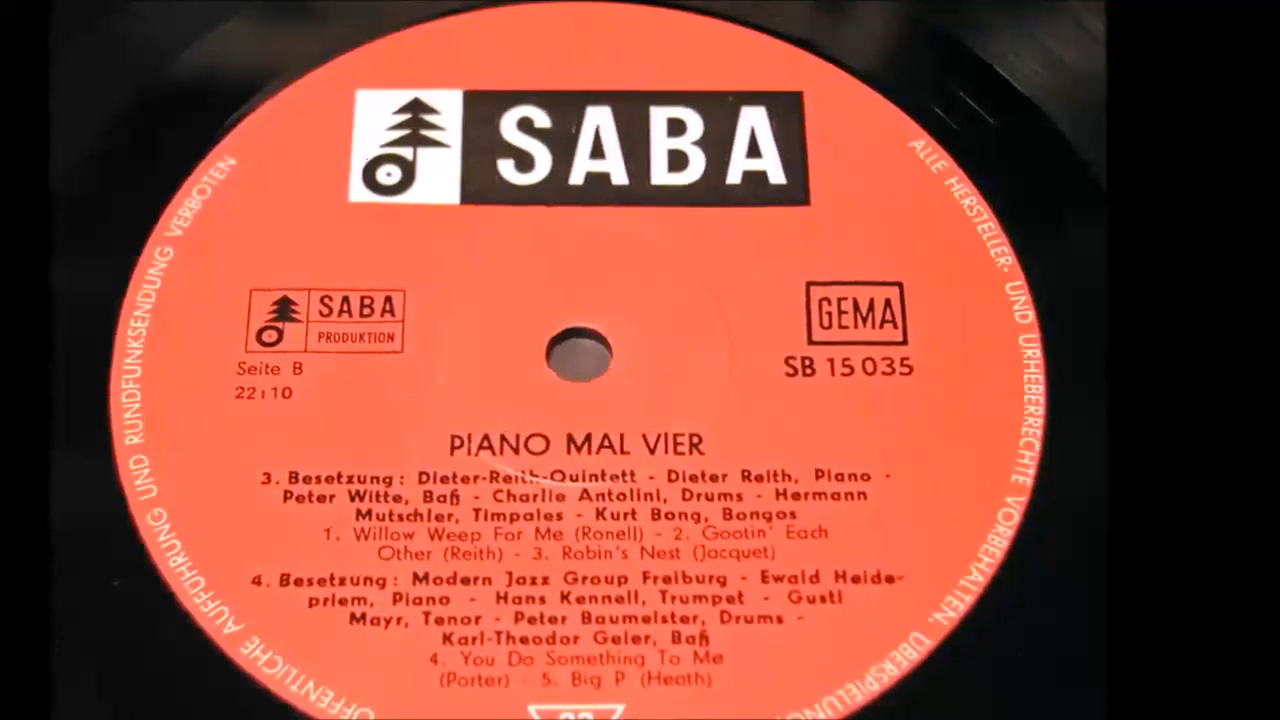 SABA
SABA
PRODUKTION
Seite B
22:10
GEMA
SB 15 035
PIANO MAL VIER
3. Besetzung: Dieter-Reith-Quintett - Dieter Reith, Piano -
Peter Witte, Baß - Charlie Antolini, Drums - Hermann
Mutschler, Timpales - Kurt Bong, Bongos
1. Willow Weep For Me (Ronell) - 2. Gootin' Each
Other (Reith) - 3. Robin's Nest (Jacquet)
4. Besetzung: Modern Jazz Group Freiburg - Ewald Heide-
priem, Piano - Hans Kennell, Trumpet - Gustl
Mayr, Tenor - Peter Baumeister, Drums -
Karl-Theodor Geier, Baß
4. You Do Something To Me
(Porter) - 5. Big P (Heath)
ALLE HERSTELLER- UND URHEBERRECHTE VORBEHALTEN. ÜBERSPIELUNG,
ÖFFENTLICHE AUFFÜHRUNG UND RUNDFUNKSENDUNG VERBOTEN